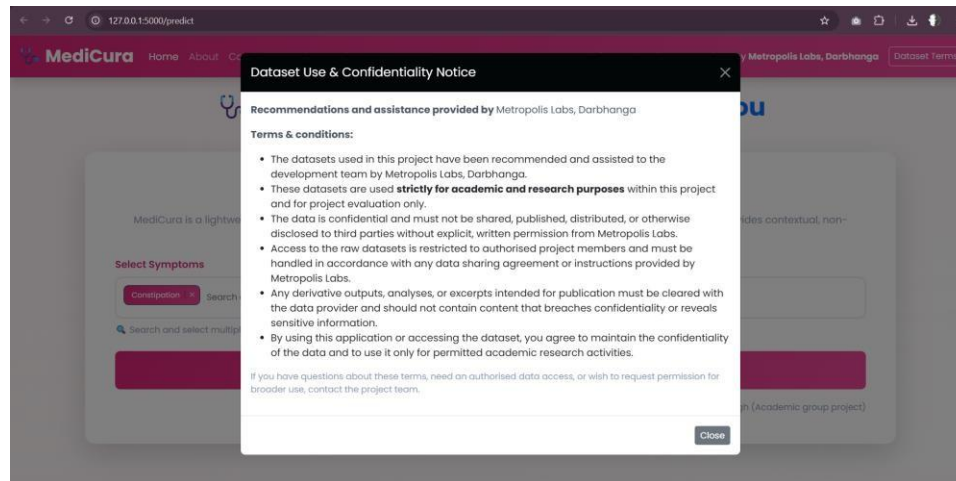 127.0.0.1:5000/predict
MediCura Home About
y Metropolis Labs, Darbhanga Dataset Terms
Dataset Use & Confidentiality Notice
Recommendations and assistance provided by Metropolis Labs, Darbhanga
Terms & conditions:
• The datasets used in this project have been recommended and assisted to the
development team by Metropolis Labs, Darbhanga.
• These datasets are used strictly for academic and research purposes within this project
and for project evaluation only.
• The data is confidential and must not be shared, published, distributed, or otherwise
disclosed to third parties without explicit, written permission from Metropolis Labs.
• Access to the raw datasets is restricted to authorised project members and must be
handled in accordance with any data sharing agreement or instructions provided by
Metropolis Labs.
• Any derivative outputs, analyses, or excerpts intended for publication must be cleared with
the data provider and should not contain content that breaches confidentiality or reveals
sensitive information.
• By using this application or accessing the dataset, you agree to maintain the confidentiality
of the data and to use it only for permitted academic research activities.
If you have questions about these terms, need an authorised data access, or wish to request permission for
broader use, contact the project team.
Close
MediCura is a lightwe
ides contextual, non-
Select Symptoms
Constipation × Search
Search and select multipl
(Academic group project)